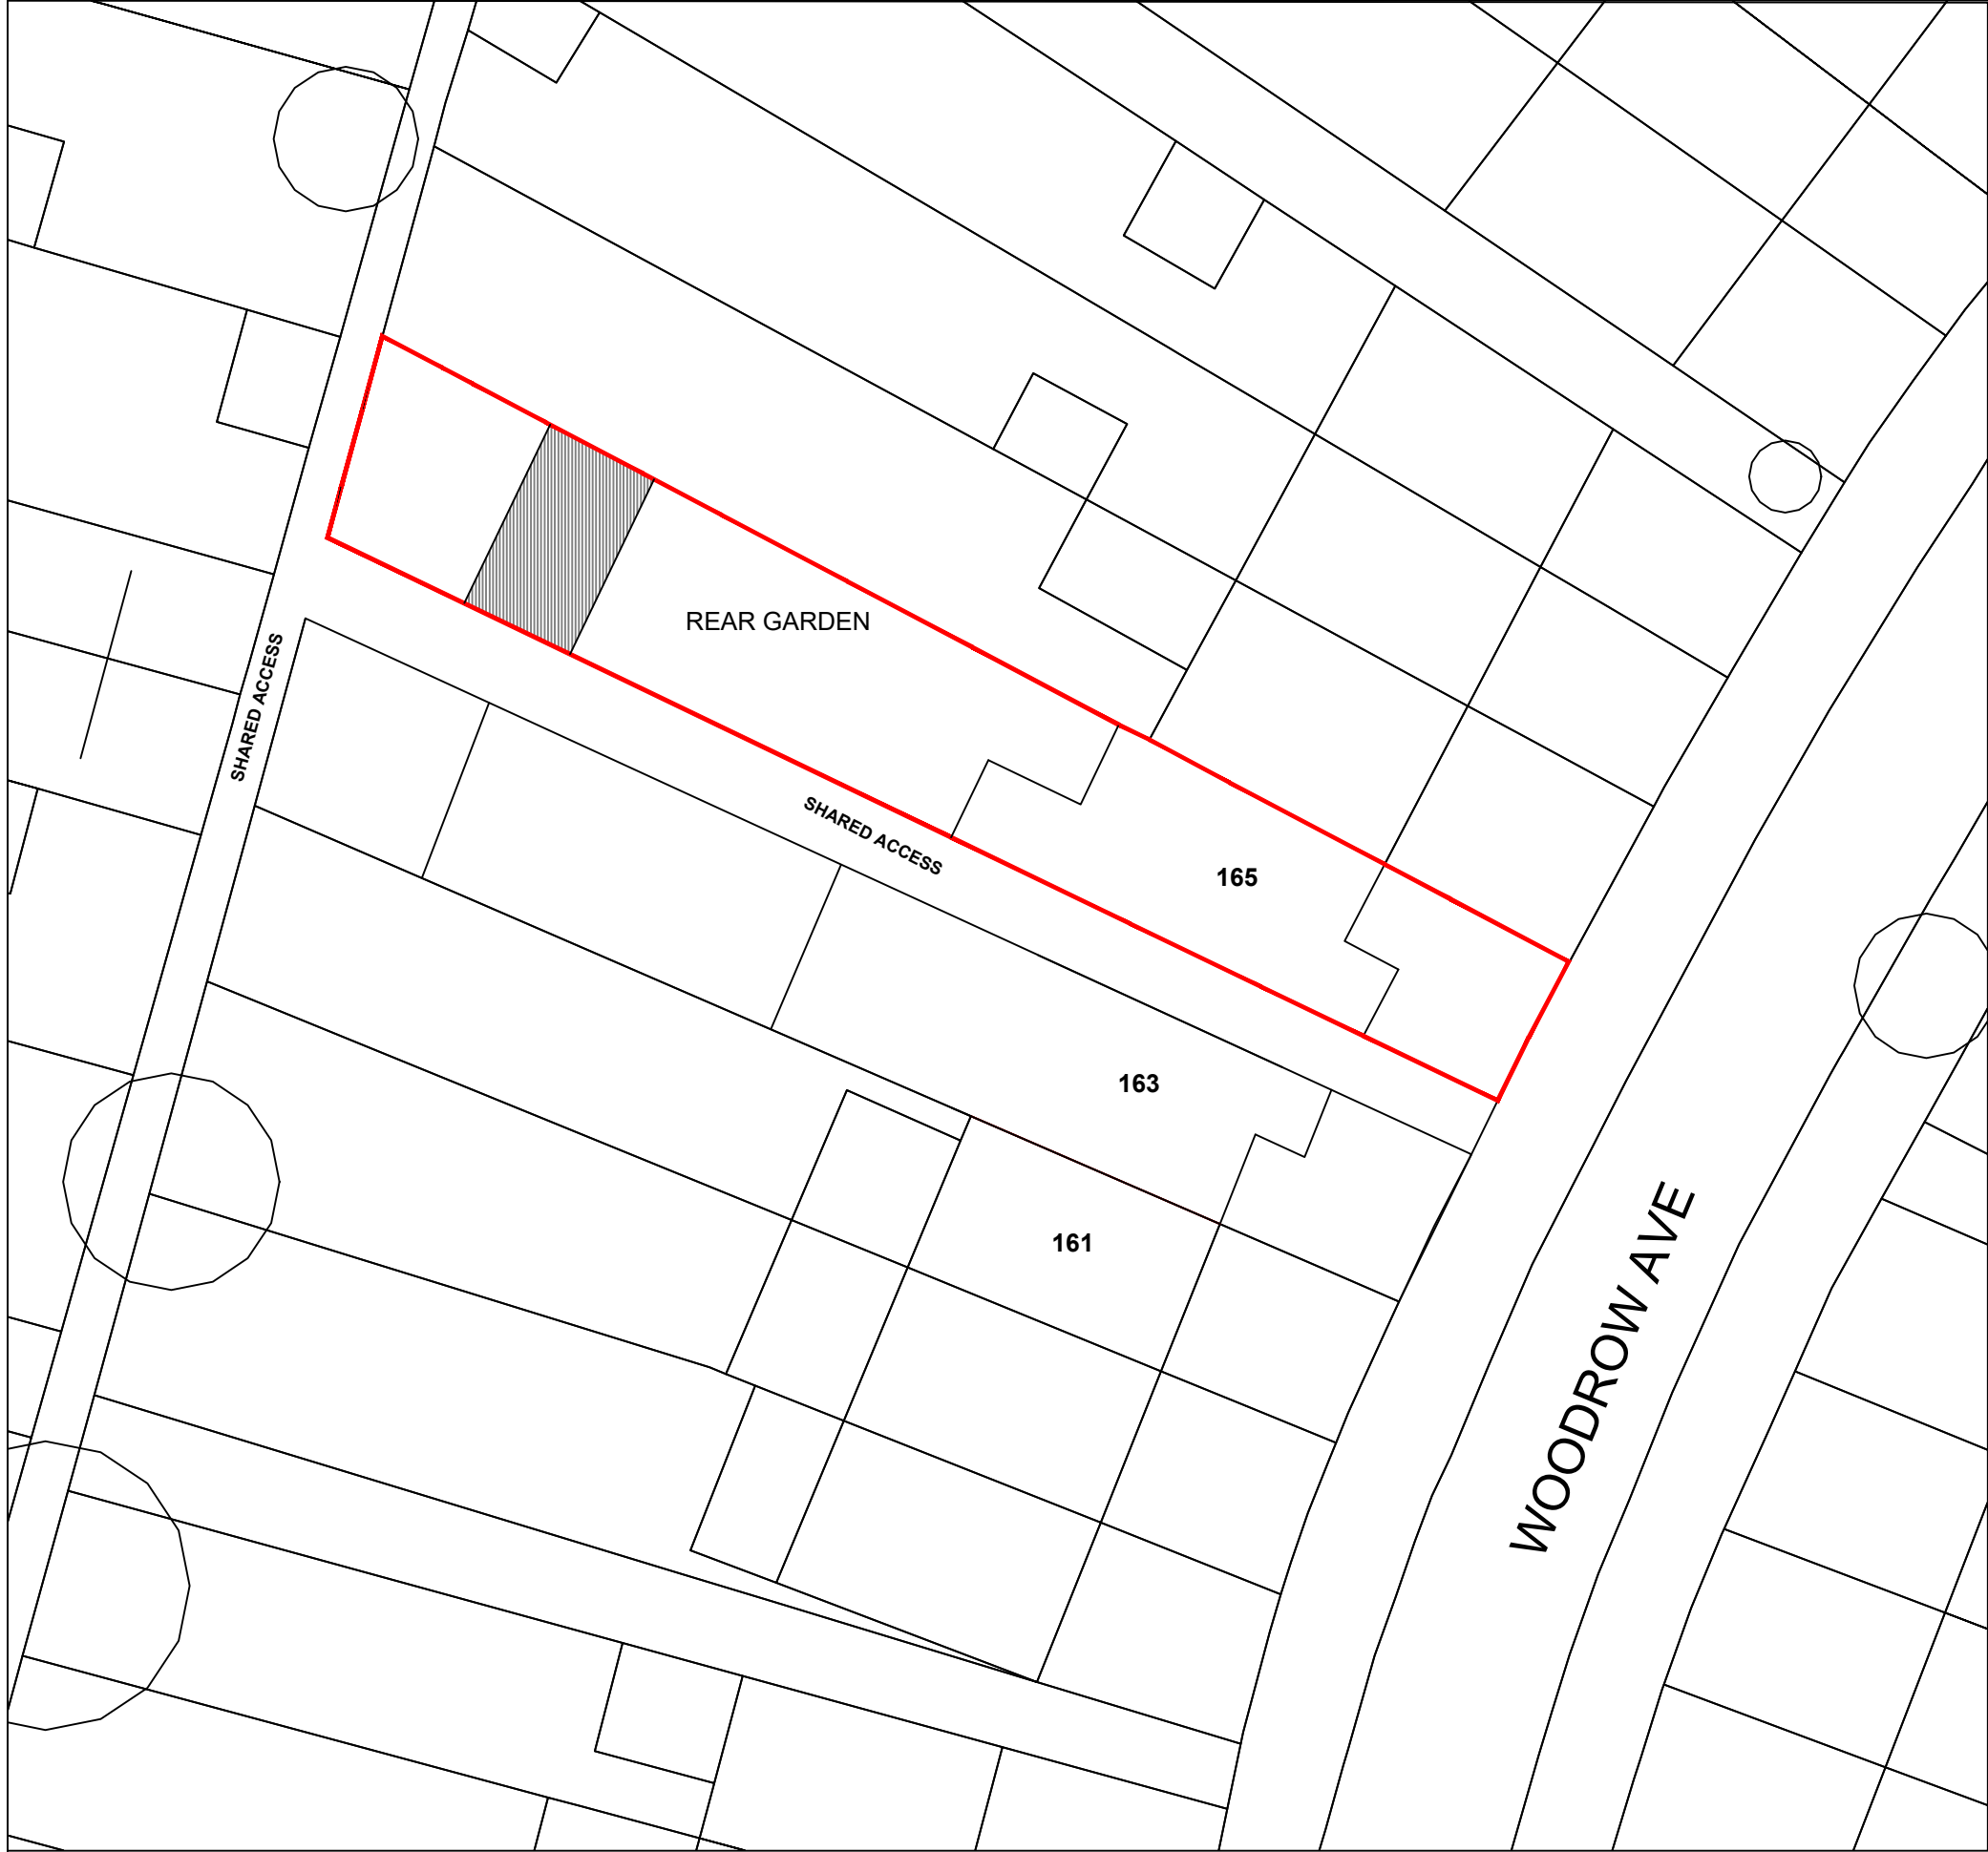 REAR GARDEN
SHARED ACCESS
SHARED ACCESS
165
163
161
WOODROW AVE